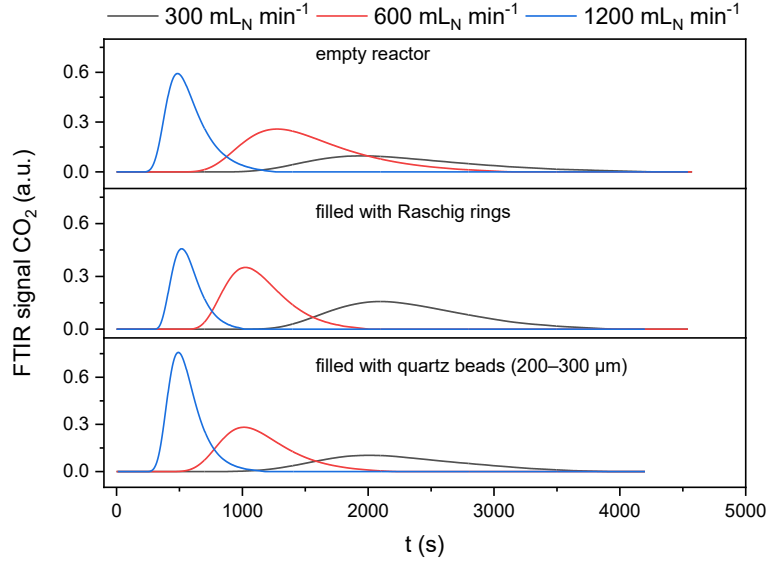 300 mL_N min⁻¹ 600 mL_N min⁻¹ 1200 mL_N min⁻¹
empty reactor
0.6
0.3
0.0
filled with Raschig rings
0.6
0.3
0.0
filled with quartz beads (200–300 µm)
0.6
0.3
0.0
FTIR signal CO₂ (a.u.)
0 1000 2000 3000 4000 5000
t (s)